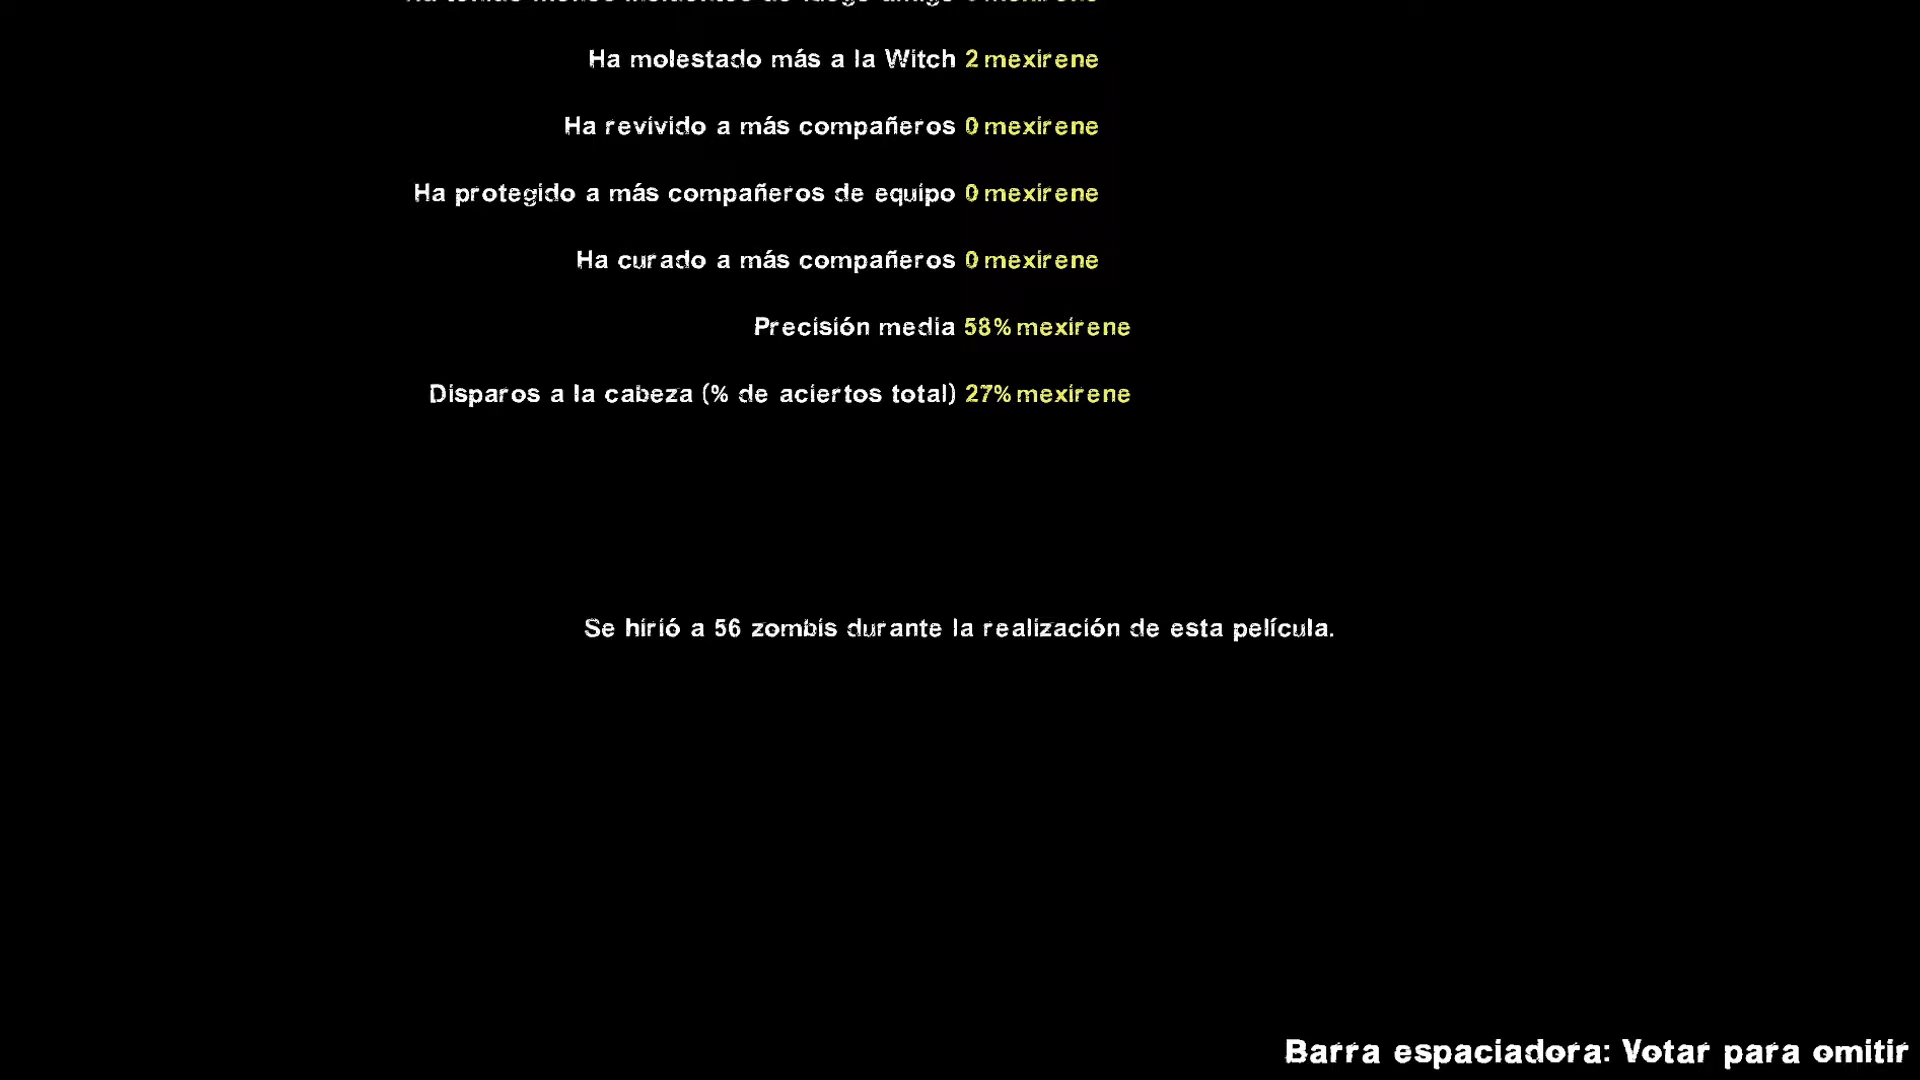 Ha molestado más a la Witch 2 mexirene
Ha revivido a más compañeros 0 mexirene
Ha protegido a más compañeros de equipo 0 mexirene
Ha curado a más compañeros 0 mexirene
Precisión media 58% mexirene
Disparos a la cabeza (% de aciertos total) 27% mexirene
Se hirió a 56 zombis durante la realización de esta película.
Barra espaciadora: Votar para omitir